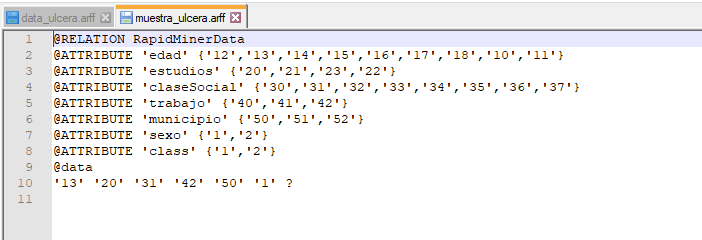 data_ulcera.arff muestra_ulcera.arff
1 @RELATION RapidMinerData
2 @ATTRIBUTE 'edad' {'12','13','14','15','16','17','18','10','11'}
3 @ATTRIBUTE 'estudios' {'20','21','23','22'}
4 @ATTRIBUTE 'claseSocial' {'30','31','32','33','34','35','36','37'}
5 @ATTRIBUTE 'trabajo' {'40','41','42'}
6 @ATTRIBUTE 'municipio' {'50','51','52'}
7 @ATTRIBUTE 'sexo' {'1','2'}
8 @ATTRIBUTE 'class' {'1','2'}
9 @data
10 '13' '20' '31' '42' '50' '1' ?
11